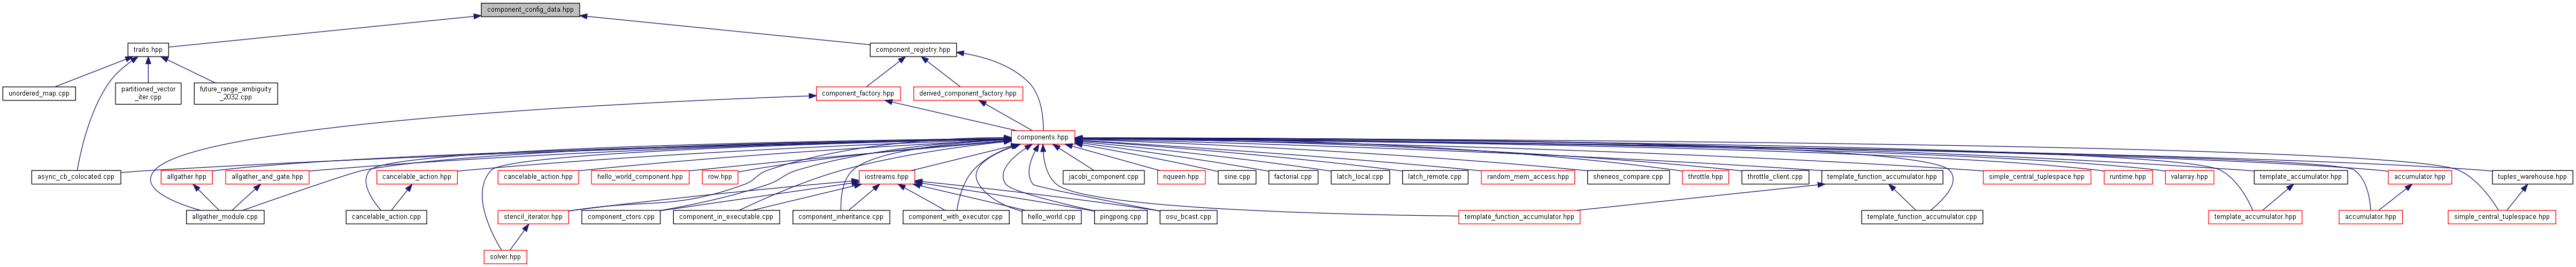 component_config_data.hpp
traits.hpp
component_registry.hpp
unordered_map.cpp
partitioned_vector
_iter.cpp
future_range_ambiguity
_2032.cpp
component_factory.hpp
derived_component_factory.hpp
components.hpp
async_cb_colocated.cpp
allgather.hpp
allgather_and_gate.hpp
cancelable_action.hpp
cancelable_action.hpp
hello_world_component.hpp
row.hpp
iostreams.hpp
jacobi_component.cpp
nqueen.hpp
sine.cpp
factorial.cpp
latch_local.cpp
latch_remote.cpp
random_mem_access.hpp
sheneos_compare.cpp
throttle.hpp
throttle_client.cpp
template_function_accumulator.hpp
simple_central_tuplespace.hpp
runtime.hpp
valarray.hpp
template_accumulator.hpp
accumulator.hpp
tuples_warehouse.hpp
allgather_module.cpp
cancelable_action.cpp
stencil_iterator.hpp
component_ctors.cpp
component_in_executable.cpp
component_inheritance.cpp
component_with_executor.cpp
hello_world.cpp
pingpong.cpp
osu_bcast.cpp
template_function_accumulator.hpp
template_function_accumulator.cpp
template_accumulator.hpp
accumulator.hpp
simple_central_tuplespace.hpp
solver.hpp